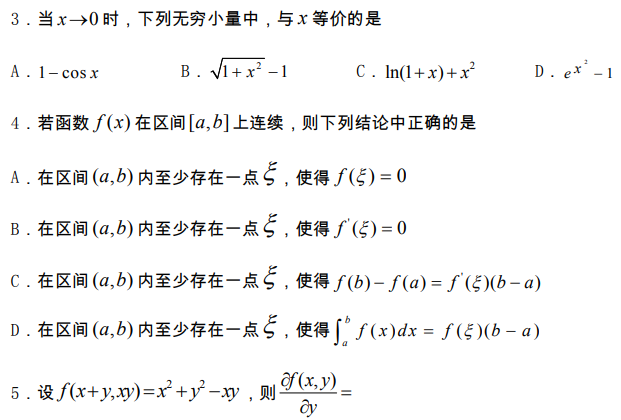 3．当 x→0 时，下列无穷小量中，与 x 等价的是
A．1－cos x B．√(1+x²)－1 C．ln(1+x)+x² D．e^{x^2}－1
4．若函数 f(x) 在区间 [a,b] 上连续，则下列结论中正确的是
A．在区间 (a,b) 内至少存在一点 ξ，使得 f(ξ)=0
B．在区间 (a,b) 内至少存在一点 ξ，使得 f'(ξ)=0
C．在区间 (a,b) 内至少存在一点 ξ，使得 f(b)－f(a)=f'(ξ)(b－a)
D．在区间 (a,b) 内至少存在一点 ξ，使得 ∫_a^b f(x)dx = f(ξ)(b－a)
5．设 f(x+y,xy)=x²+y²－xy，则 ∂f(x,y)/∂y =